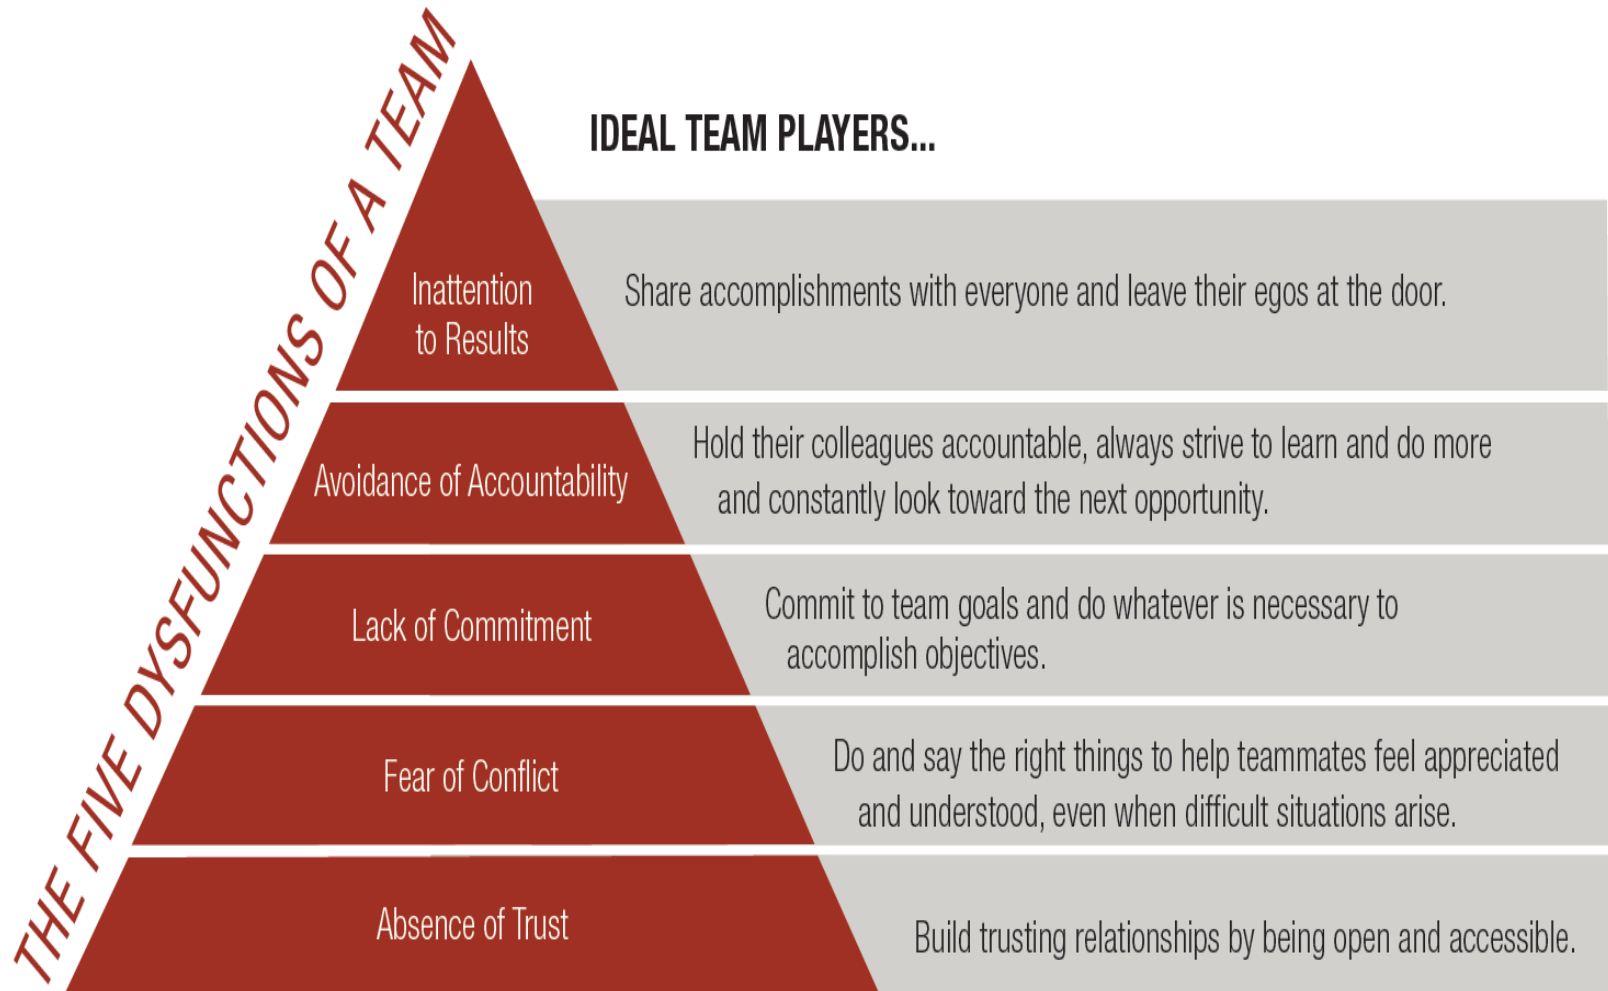 THE FIVE DYSFUNCTIONS OF A TEAM
IDEAL TEAM PLAYERS...
Inattention
to Results
Share accomplishments with everyone and leave their egos at the door.
Avoidance of Accountability
Hold their colleagues accountable, always strive to learn and do more
and constantly look toward the next opportunity.
Lack of Commitment
Commit to team goals and do whatever is necessary to
accomplish objectives.
Fear of Conflict
Do and say the right things to help teammates feel appreciated
and understood, even when difficult situations arise.
Absence of Trust
Build trusting relationships by being open and accessible.